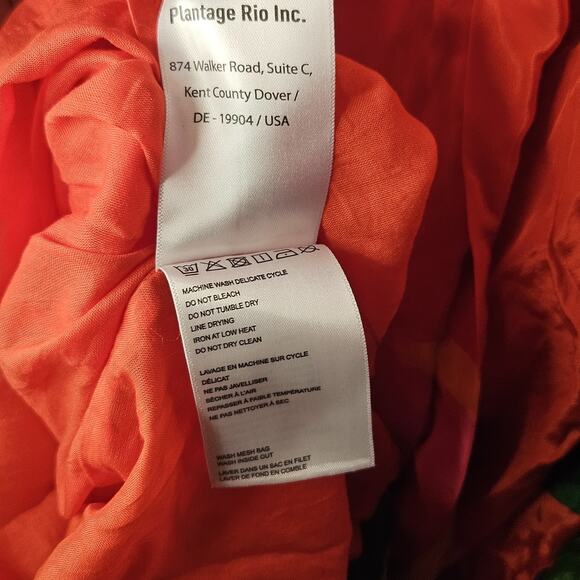 Plantage Rio Inc.
874 Walker Road, Suite C,
Kent County Dover /
DE - 19904 / USA
30
MACHINE WASH DELICATE CYCLE
DO NOT BLEACH
DO NOT TUMBLE DRY
LINE DRYING
IRON AT LOW HEAT
DO NOT DRY CLEAN
LAVAGE EN MACHINE SUR CYCLE
DÉLICAT
NE PAS JAVELLISER
SÉCHER À L'AIR
REPASSER À FAIBLE TEMPÉRATURE
NE PAS NETTOYER À SEC
WASH MESH BAG
WASH INSIDE OUT
LAVER DANS UN SAC EN FILET
LAVER DE FOND EN COMBLE